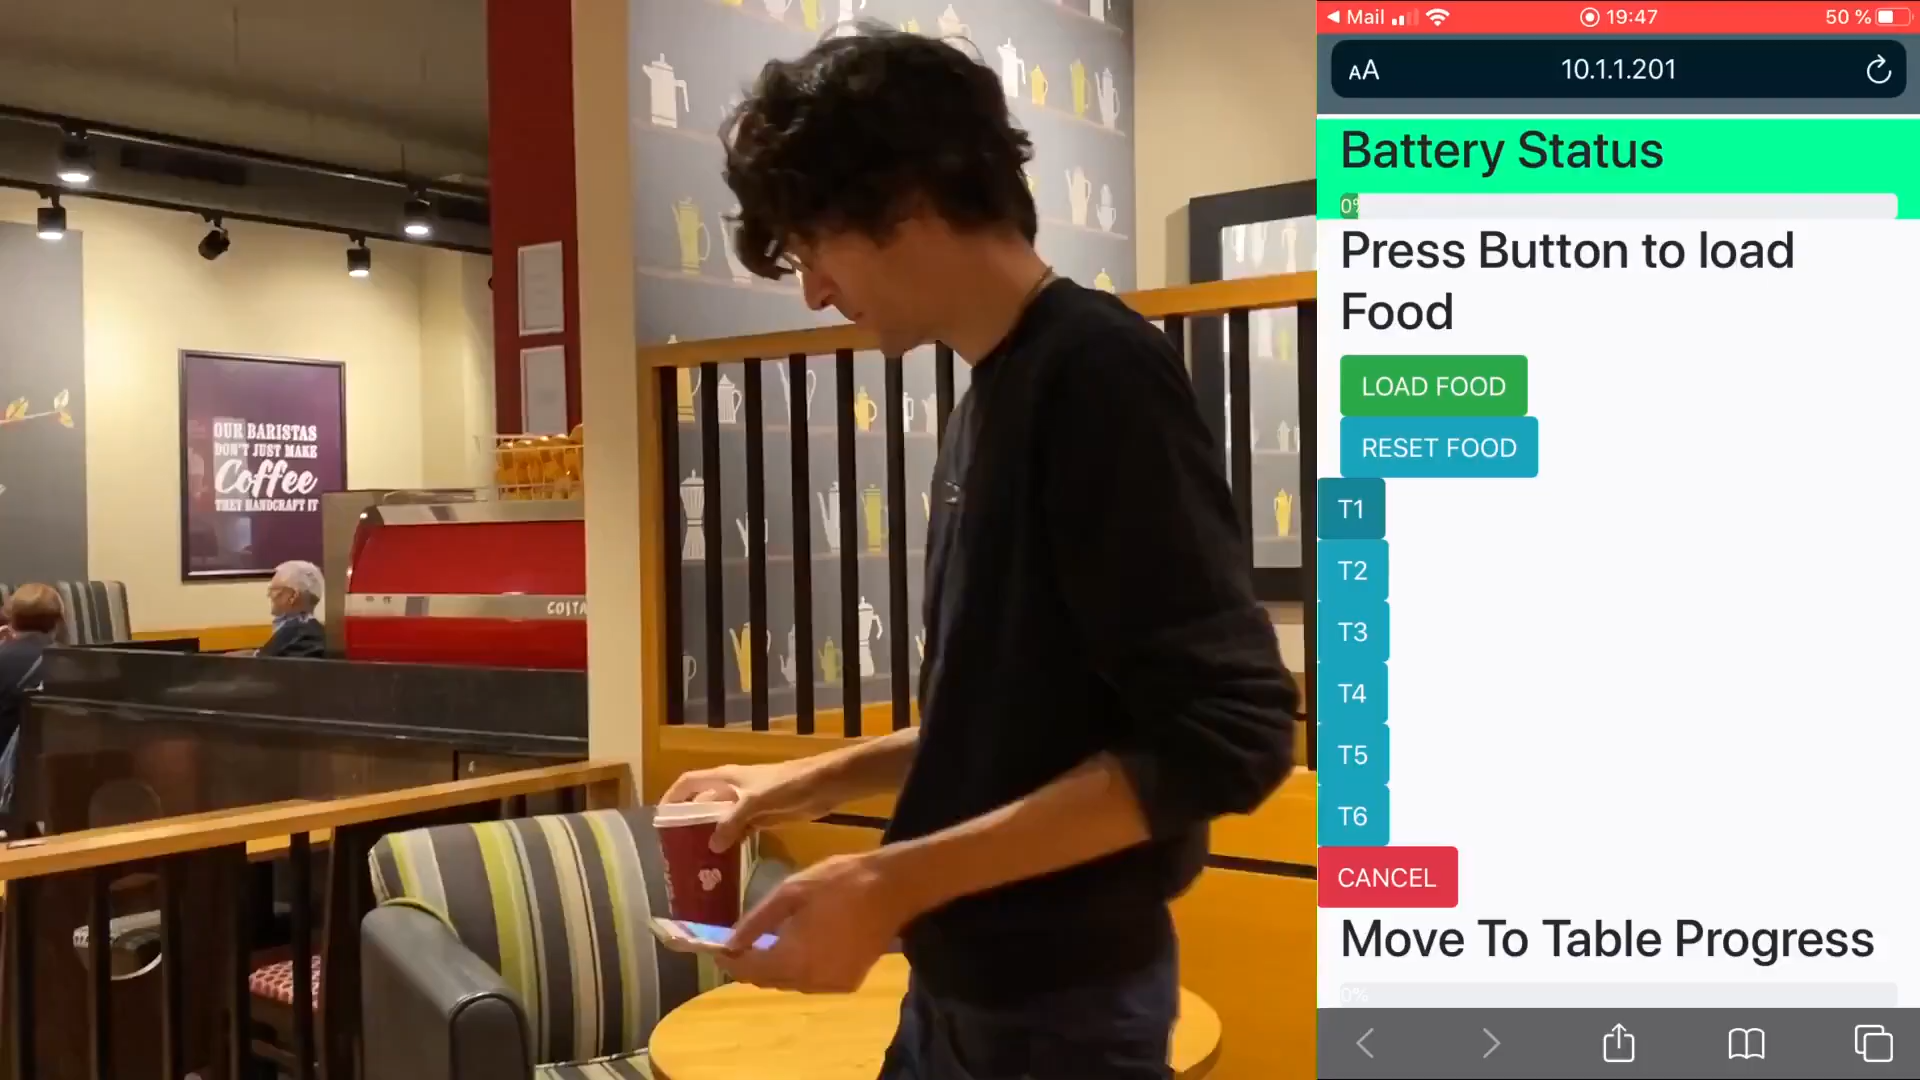 OUR BARISTAS
DON'T JUST MAKE
Coffee
THEY HANDCRAFT IT
COSTA
Mail
19:47
50 %
AA
10.1.1.201
Battery Status
0%
Press Button to load
Food
LOAD FOOD
RESET FOOD
T1
T2
T3
T4
T5
T6
CANCEL
Move To Table Progress
0%